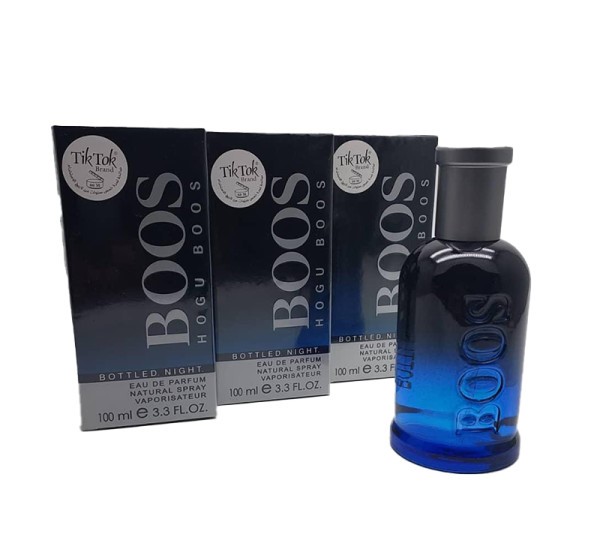 TikTok
Brand
BOOS
HOGU BOOS
BOTTLED NIGHT.
EAU DE PARFUM
NATURAL SPRAY
VAPORISATEUR
100 ml e 3.3 FL.OZ.
TikTok
Brand
BOOS
HOGU BOOS
BOTTLED NIGHT.
EAU DE PARFUM
NATURAL SPRAY
VAPORISATEUR
100 ml e 3.3 FL.OZ.
TikTok
Brand
BOOS
HOGU BOOS
BOTTLED NIGHT
EAU DE PARFUM
NATURAL SPRAY
VAPORISATEUR
100 ml e 3.3 FL.OZ.
BOOS